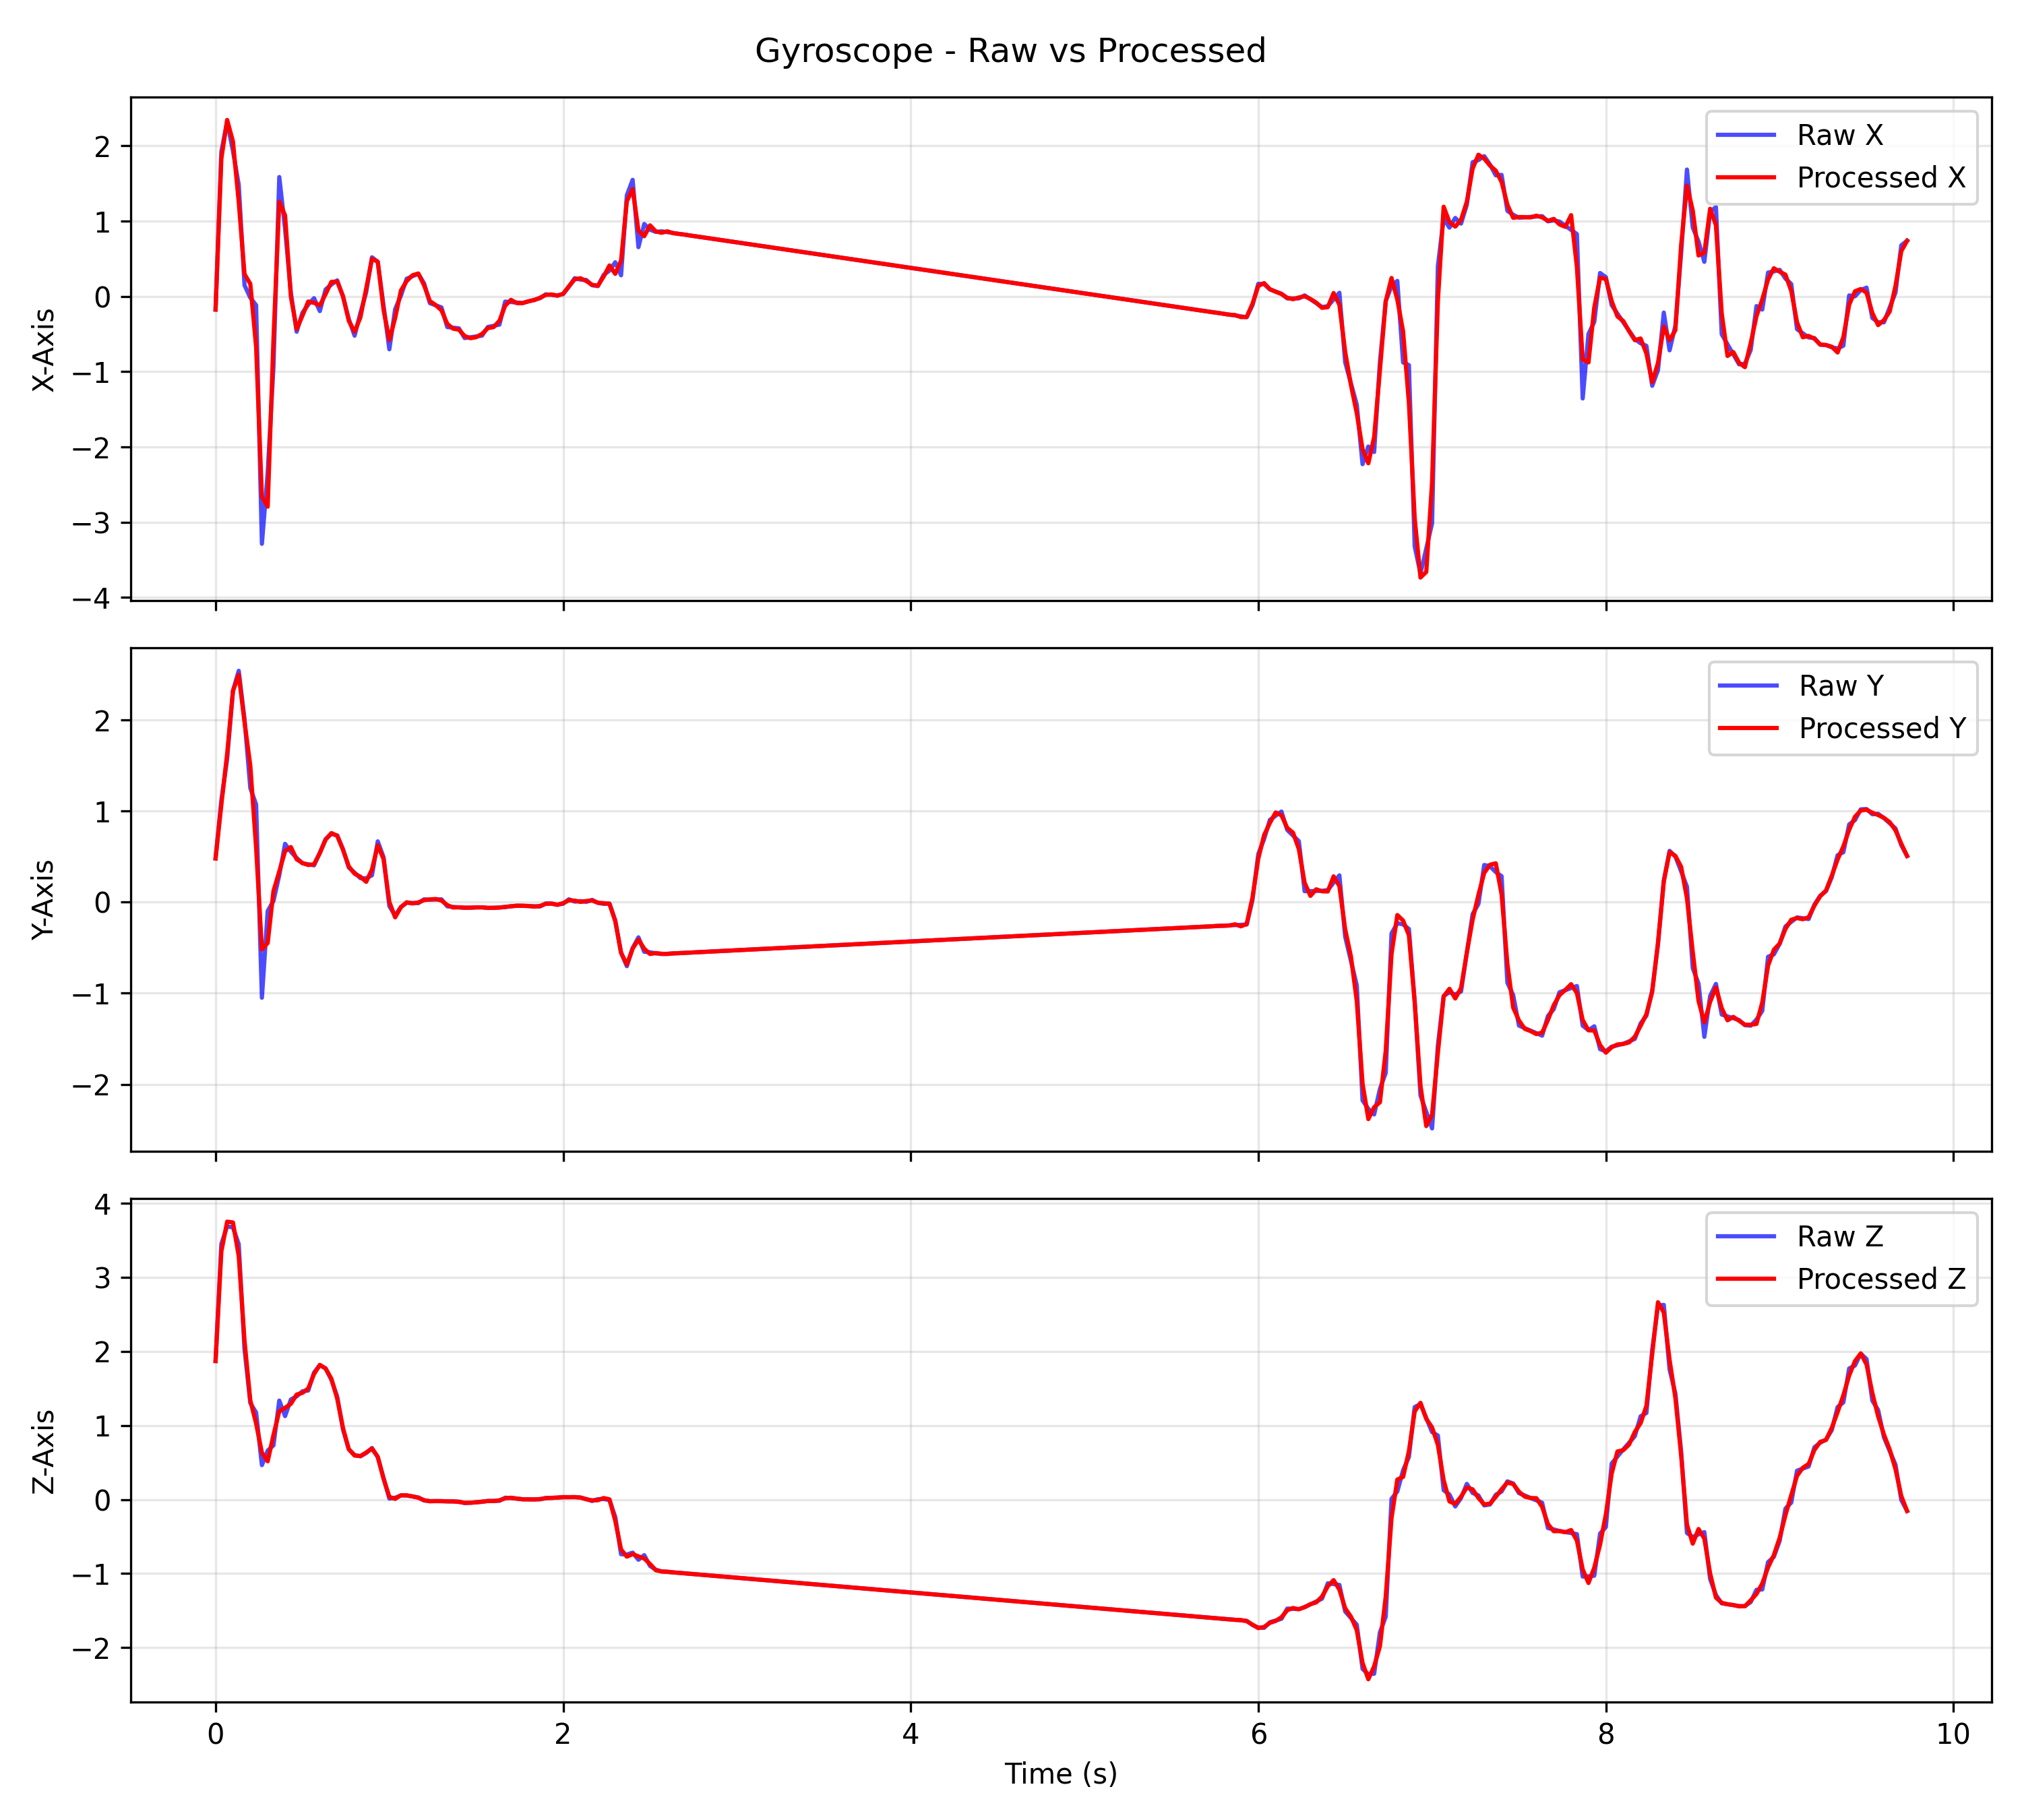 Gyroscope - Raw vs Processed
2
1
0
−1
−2
−3
−4
X-Axis
Raw X
Processed X
2
1
0
−1
−2
Y-Axis
Raw Y
Processed Y
4
3
2
1
0
−1
−2
Z-Axis
Raw Z
Processed Z
0 2 4 6 8 10
Time (s)